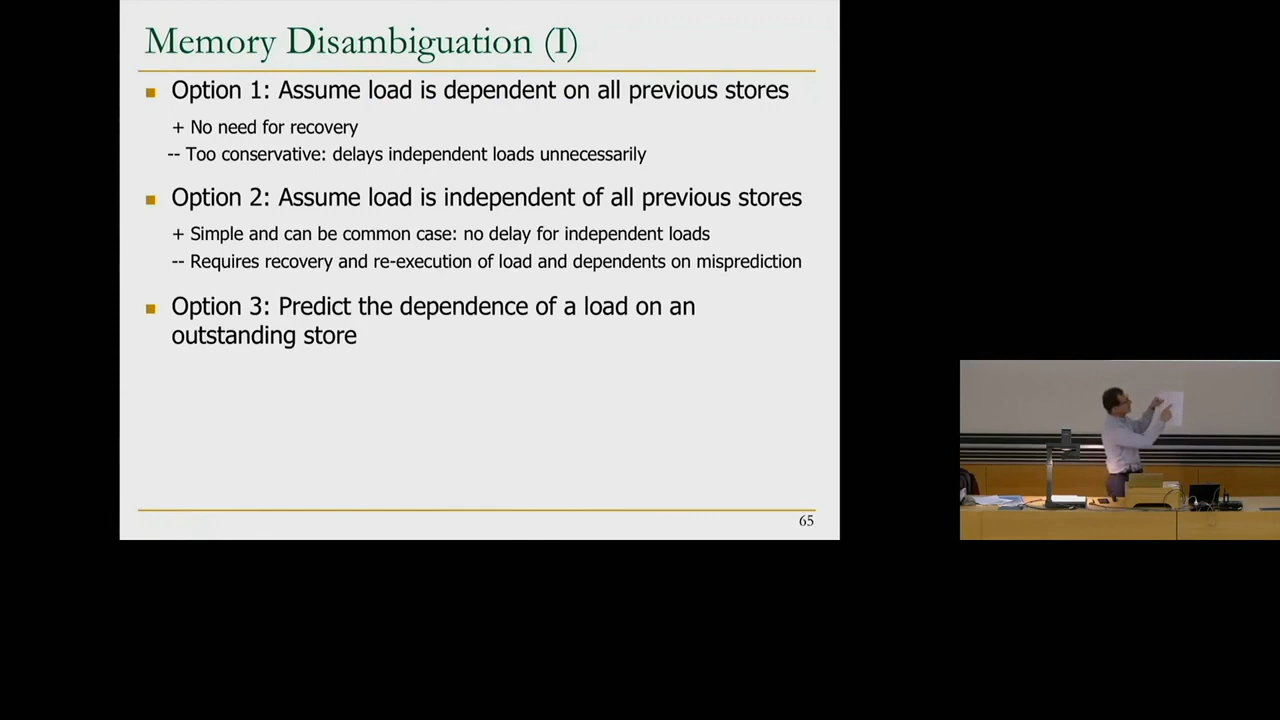 Memory Disambiguation (I)
Option 1: Assume load is dependent on all previous stores
+ No need for recovery
-- Too conservative: delays independent loads unnecessarily
Option 2: Assume load is independent of all previous stores
+ Simple and can be common case: no delay for independent loads
-- Requires recovery and re-execution of load and dependents on misprediction
Option 3: Predict the dependence of a load on an
outstanding store
65